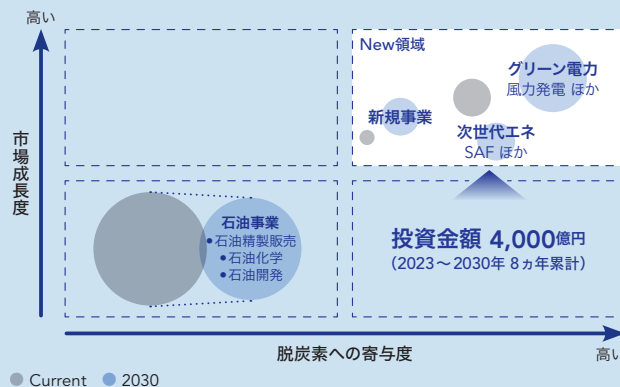 高い
市場成長度
New領域
グリーン電力
風力発電 ほか
新規事業
次世代エネ
SAF ほか
石油事業
●石油精製販売
●石油化学
●石油開発
投資金額 4,000億円
（2023～2030年 8ヵ年累計）
脱炭素への寄与度
高い
Current
2030